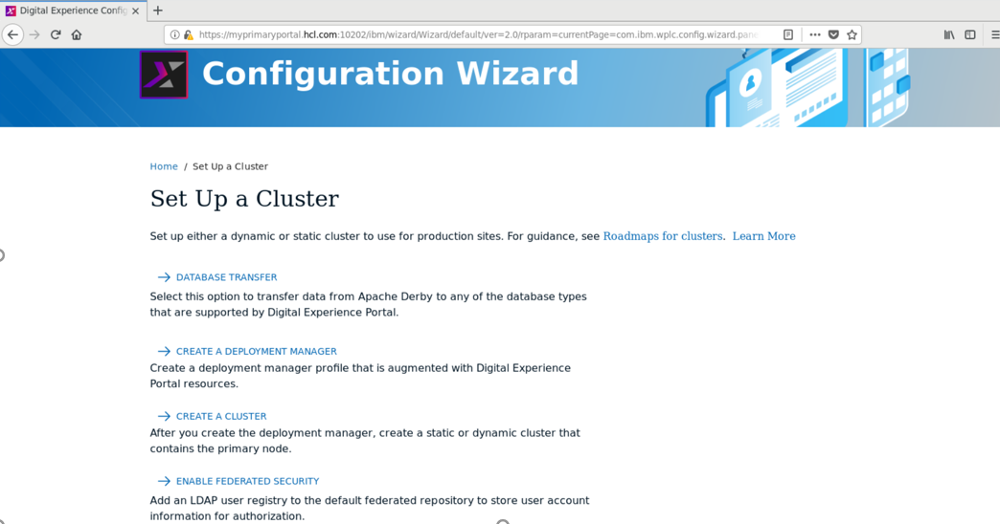 Digital Experience Config
https://myprimaryportal.hcl.com:10202/ibm/wizard/Wizard/default/ver=2.0/rparam=currentPage=com.ibm.wplc.config.wizard.pane
Configuration Wizard
Home / Set Up a Cluster
Set Up a Cluster
Set up either a dynamic or static cluster to use for production sites. For guidance, see Roadmaps for clusters. Learn More
DATABASE TRANSFER
Select this option to transfer data from Apache Derby to any of the database types
that are supported by Digital Experience Portal.
CREATE A DEPLOYMENT MANAGER
Create a deployment manager profile that is augmented with Digital Experience
Portal resources.
CREATE A CLUSTER
After you create the deployment manager, create a static or dynamic cluster that
contains the primary node.
ENABLE FEDERATED SECURITY
Add an LDAP user registry to the default federated repository to store user account
information for authorization.